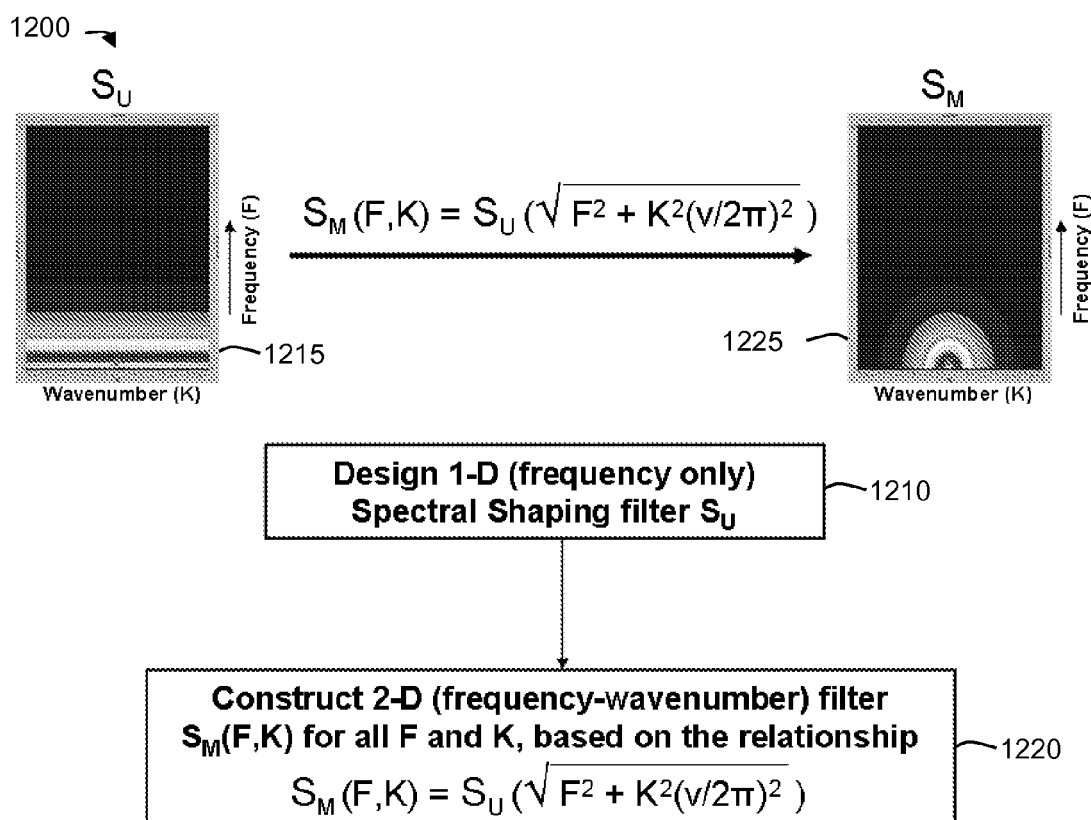 1200
S_U
S_M
Frequency (F)
S_M (F,K) = S_U (√F² + K²(v/2π)²)
Frequency (F)
1215
1225
Wavenumber (K)
Wavenumber (K)
Design 1-D (frequency only)
Spectral Shaping filter S_U
1210
Construct 2-D (frequency-wavenumber) filter
S_M(F,K) for all F and K, based on the relationship
S_M (F,K) = S_U (√F² + K²(v/2π)²)
1220